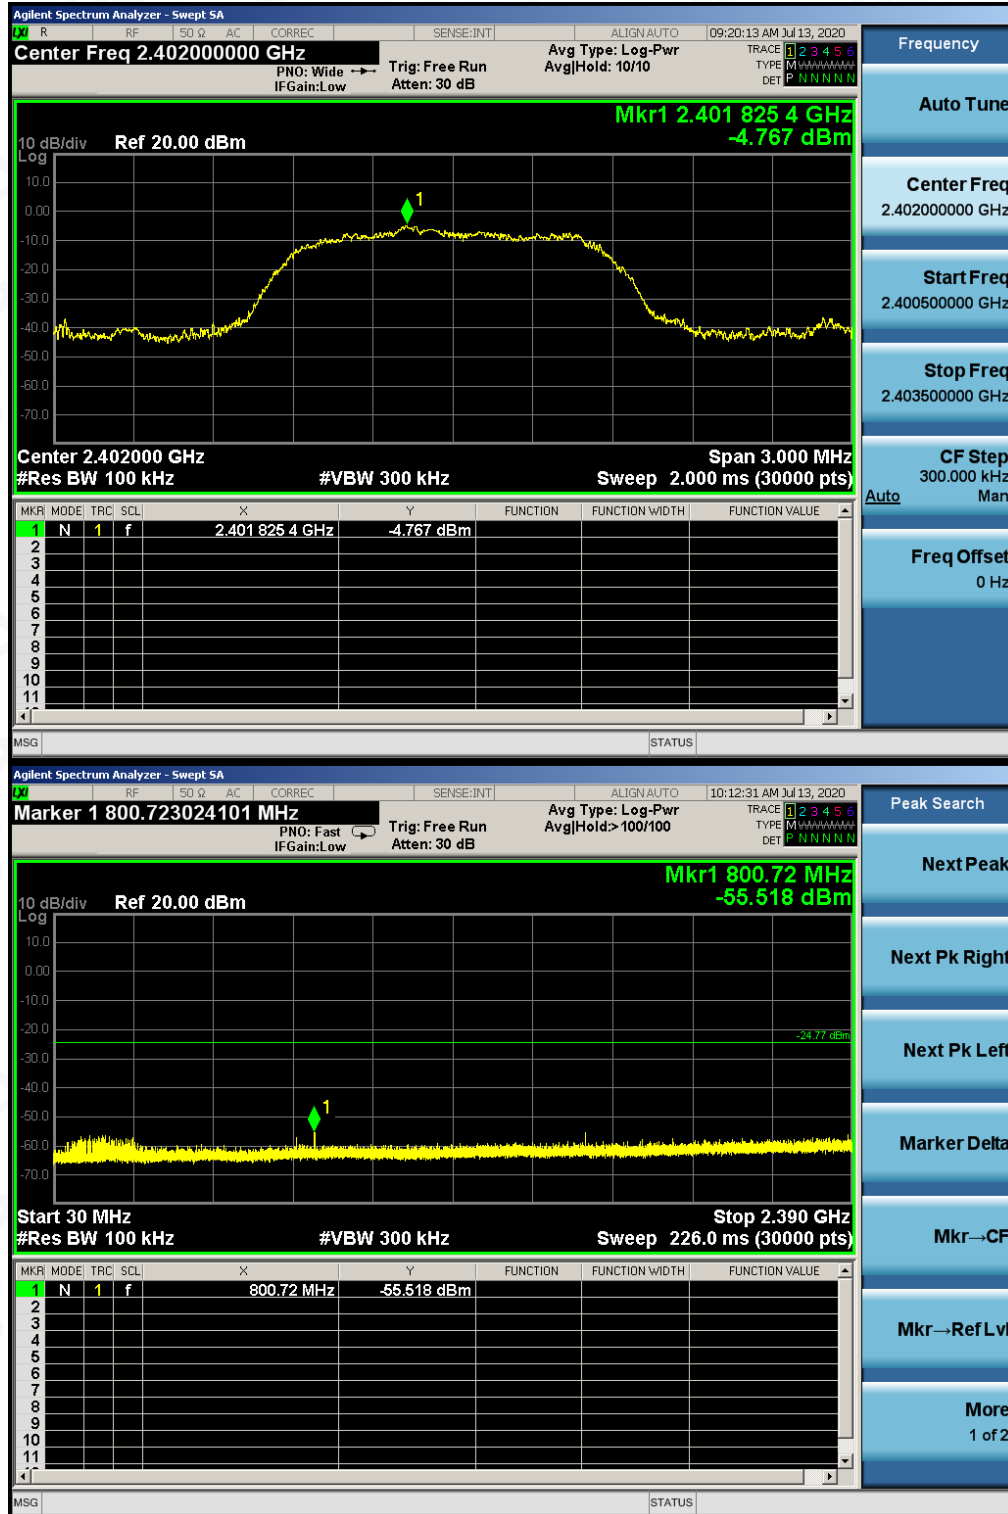 Agilent Spectrum Analyzer - Swept SA
LXI R RF 50 Ω AC CORREC SENSE:INT ALIGN AUTO 09:20:13 AM Jul 13, 2020
Center Freq 2.402000000 GHz
PNO: Wide
IFGain:Low
Trig: Free Run
Atten: 30 dB
Avg Type: Log-Pwr
Avg|Hold: 10/10
TRACE 1 2 3 4 5 6
TYPE M
DET P N N N N N
Mkr1 2.401 825 4 GHz
-4.767 dBm
10 dB/div Ref 20.00 dBm
Log
10.0
0.00
-10.0
-20.0
-30.0
-40.0
-50.0
-60.0
-70.0
1
Center 2.402000 GHz Span 3.000 MHz
#Res BW 100 kHz #VBW 300 kHz Sweep 2.000 ms (30000 pts)
MKR MODE TRC SCL X Y FUNCTION FUNCTION WIDTH FUNCTION VALUE
1 N 1 f 2.401 825 4 GHz -4.767 dBm
2
3
4
5
6
7
8
9
10
11
MSG STATUS
Frequency
Auto Tune
Center Freq
2.402000000 GHz
Start Freq
2.400500000 GHz
Stop Freq
2.403500000 GHz
CF Step
300.000 kHz
Auto Man
Freq Offset
0 Hz
Agilent Spectrum Analyzer - Swept SA
LXI RF 50 Ω AC CORREC SENSE:INT ALIGN AUTO 10:12:31 AM Jul 13, 2020
Marker 1 800.723024101 MHz
PNO: Fast
IFGain:Low
Trig: Free Run
Atten: 30 dB
Avg Type: Log-Pwr
Avg|Hold:>100/100
TRACE 1 2 3 4 5 6
TYPE M
DET P N N N N N
Mkr1 800.72 MHz
-55.518 dBm
10 dB/div Ref 20.00 dBm
Log
10.0
0.00
-10.0
-20.0
-30.0
-40.0
-50.0
-60.0
-70.0
-24.77 dBm
1
Start 30 MHz Stop 2.390 GHz
#Res BW 100 kHz #VBW 300 kHz Sweep 226.0 ms (30000 pts)
MKR MODE TRC SCL X Y FUNCTION FUNCTION WIDTH FUNCTION VALUE
1 N 1 f 800.72 MHz -55.518 dBm
2
3
4
5
6
7
8
9
10
11
MSG STATUS
Peak Search
Next Peak
Next Pk Right
Next Pk Left
Marker Delta
Mkr→CF
Mkr→Ref Lvl
More
1 of 2